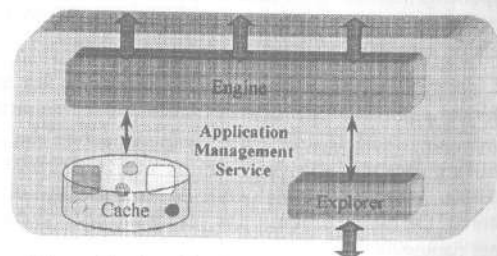 Engine
Application
Management
Service
Cache
Explorer